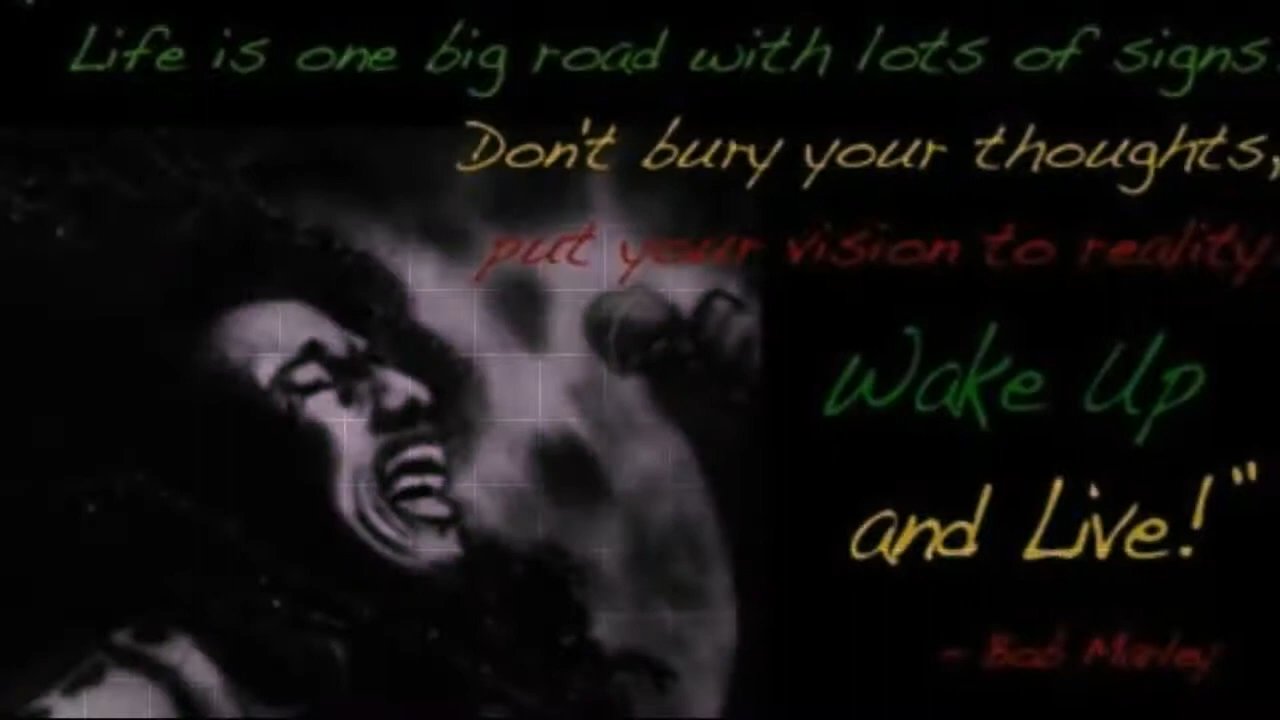 Life is one big road with lots of signs.
Don't bury your thoughts,
put your vision to reality.
Wake Up
and Live!"
- Bob Marley